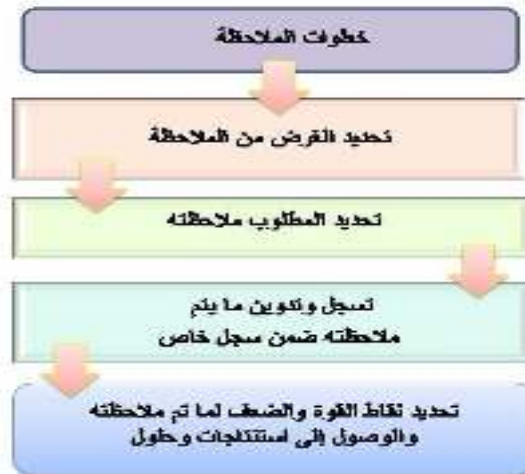 خطوات الملاحظة
تحديد الغرض من الملاحظة
تحديد المطلوب ملاحظته
تسجل وتدوين ما يتم
ملاحظته ضمن سجل خاص
تحديد نقاط القوة والضعف لما تم ملاحظته
والوصول إلى استنتاجات وحلول